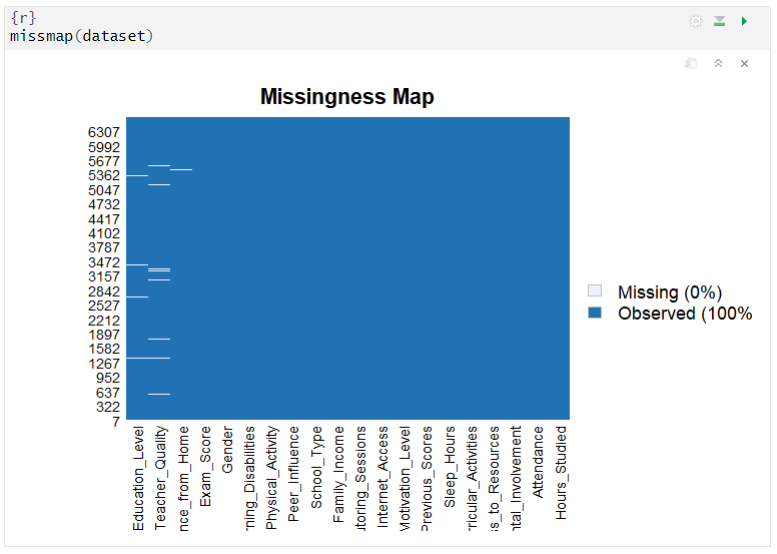 {r}
missmap(dataset)
Missingness Map
6307
5992
5677
5362
5047
4732
4417
4102
3787
3472
3157
2842
2527
2212
1897
1582
1267
952
637
322
7
Missing (0%)
Observed (100%
Education_Level
Teacher_Quality
nce_from_Home
Exam_Score
Gender
rning_Disabilities
Physical_Activity
Peer_Influence
School_Type
Family_Income
utoring_Sessions
Internet_Access
Motivation_Level
Previous_Scores
Sleep_Hours
rricular_Activities
ss_to_Resources
ntal_Involvement
Attendance
Hours_Studied